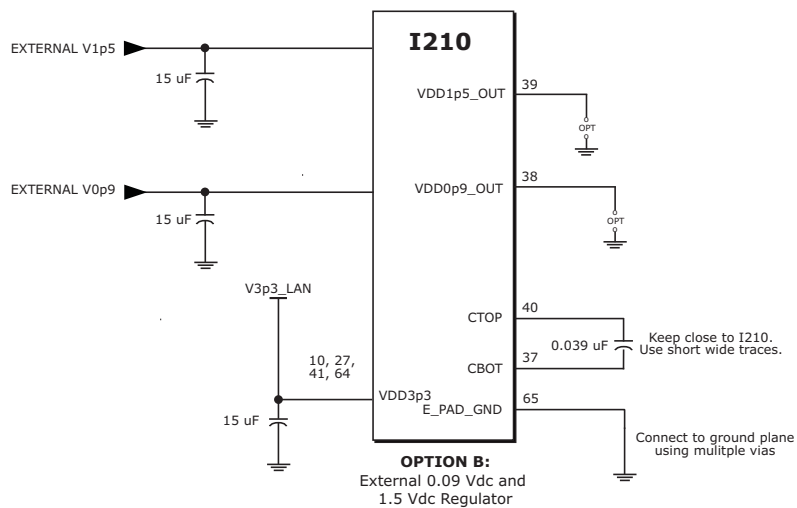 I210
EXTERNAL V1p5
15 uF
VDD1p5_OUT
39
OPT
EXTERNAL V0p9
15 uF
VDD0p9_OUT
38
OPT
V3p3_LAN
CTOP
40
0.039 uF
Keep close to I210.
Use short wide traces.
CBOT
37
10, 27,
41, 64
VDD3p3
15 uF
E_PAD_GND
65
Connect to ground plane
using mulitple vias
OPTION B:
External 0.09 Vdc and
1.5 Vdc Regulator